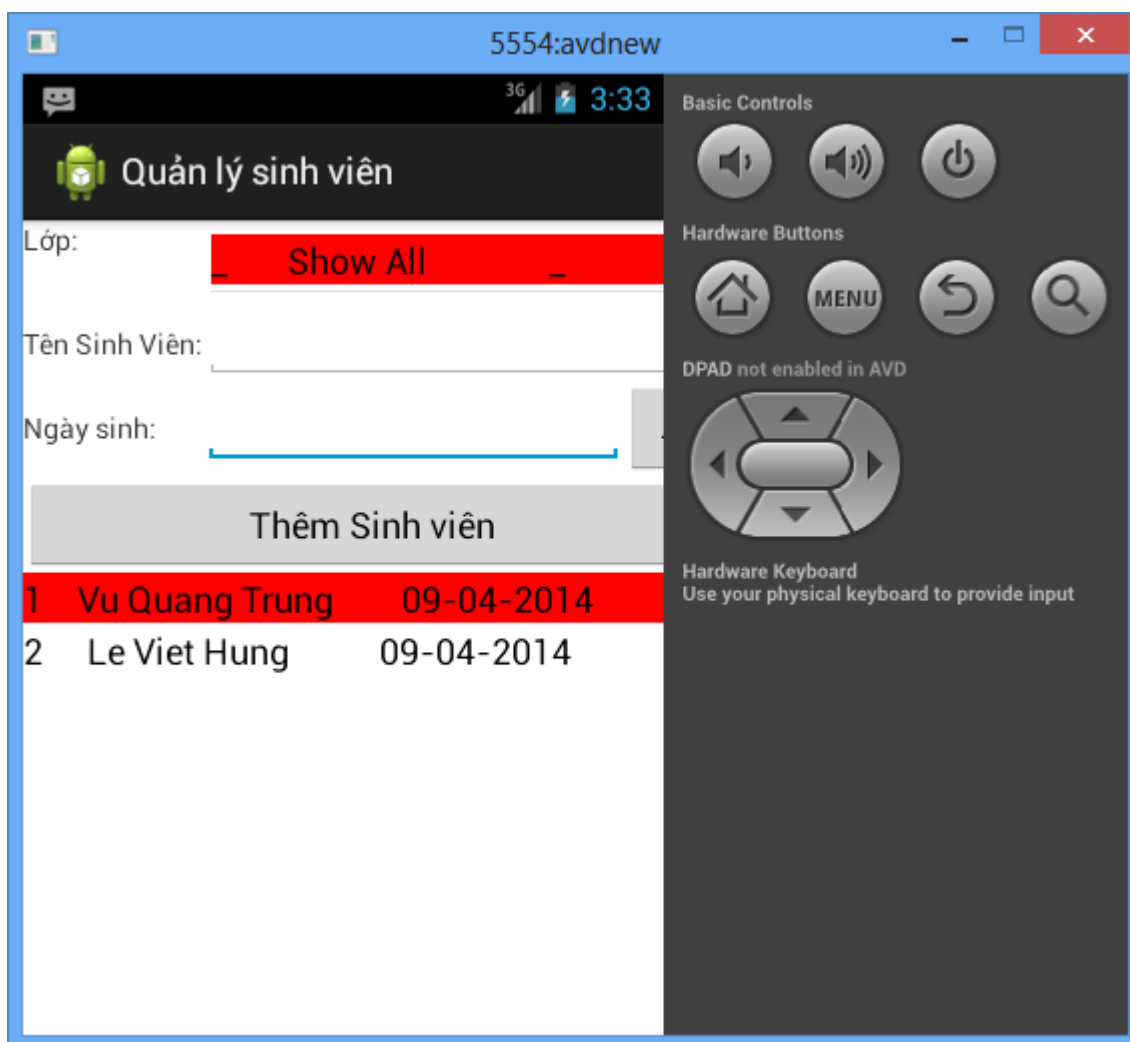 5554:avdnew
3G 3:33
Quản lý sinh viên
Lớp:
_ Show All _
Tên Sinh Viên:
Ngày sinh:
Thêm Sinh viên
1 Vu Quang Trung 09-04-2014
2 Le Viet Hung 09-04-2014
Basic Controls
Hardware Buttons
MENU
DPAD not enabled in AVD
Hardware Keyboard
Use your physical keyboard to provide input